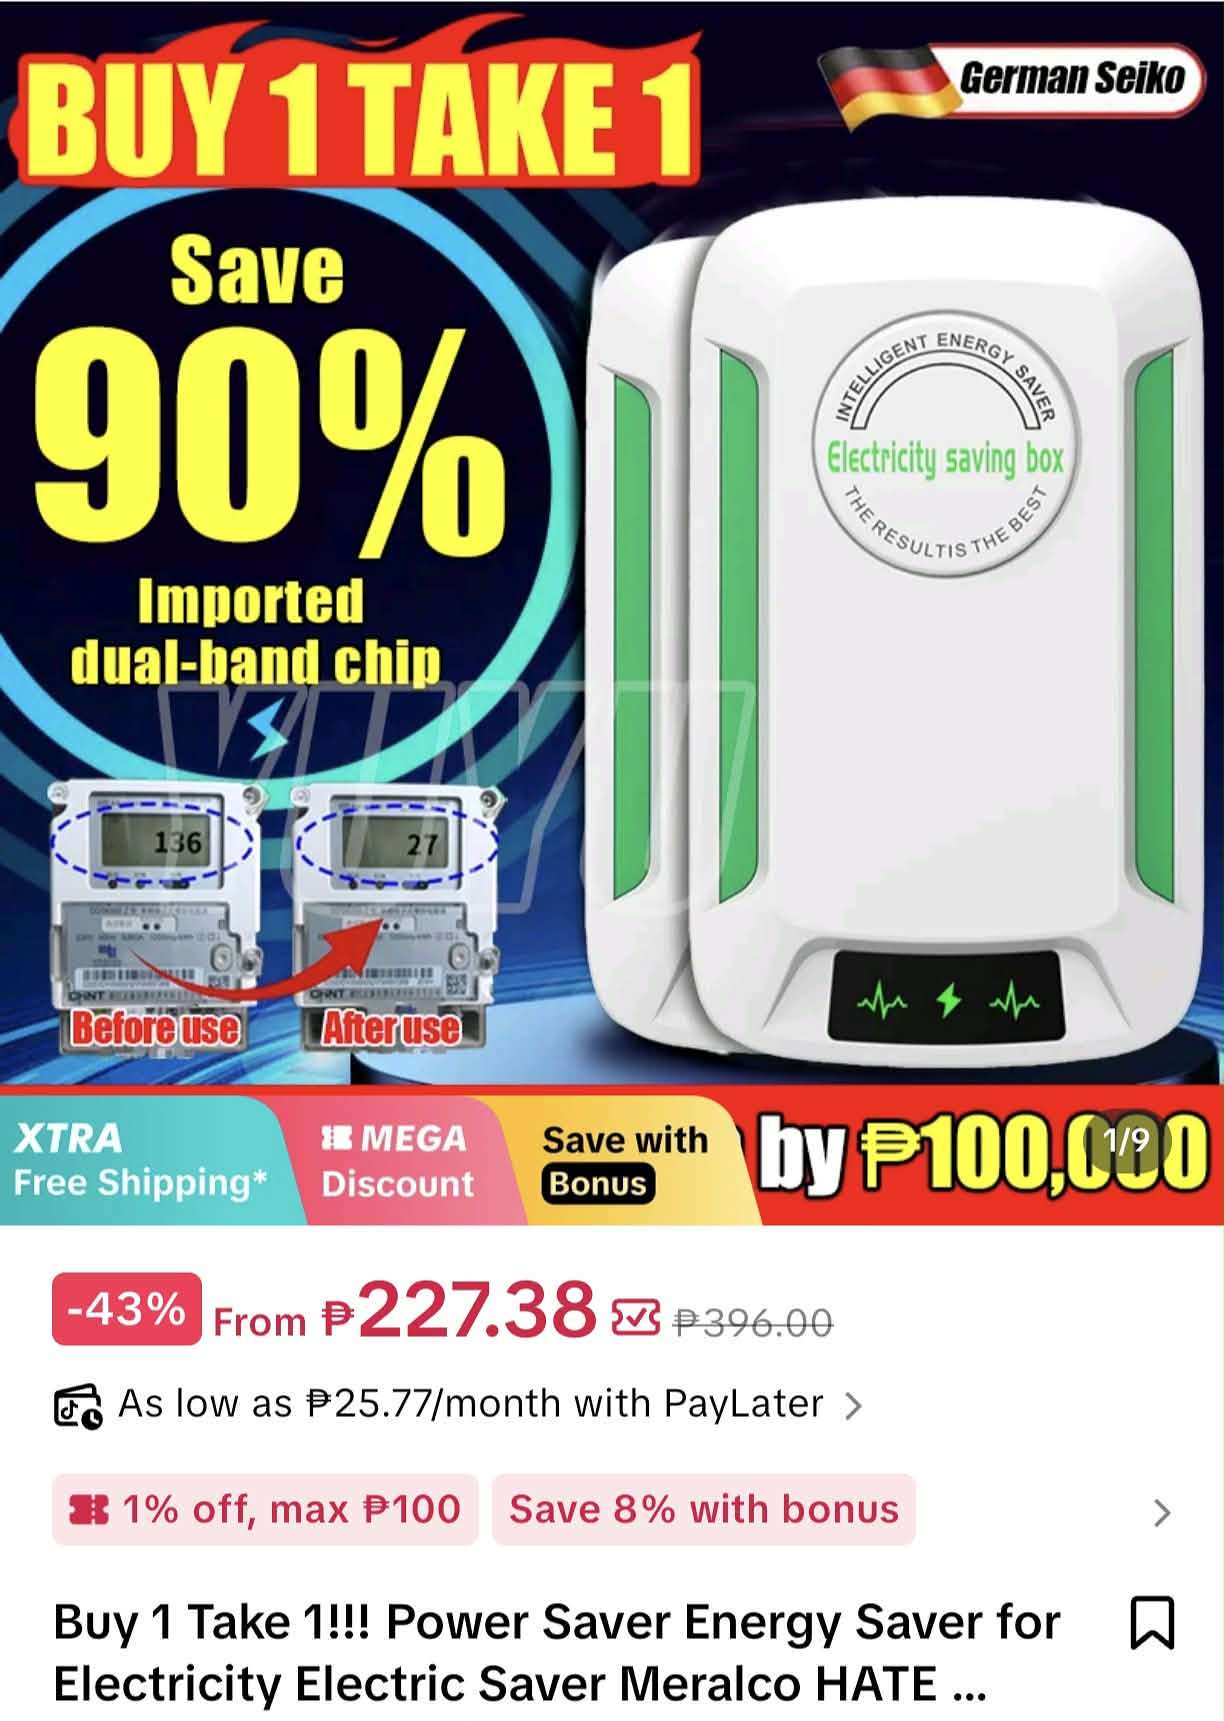 BUY 1 TAKE 1
German Seiko
Save
90%
Imported
dual-band chip
INTELLIGENT ENERGY SAVER
Electricity saving box
THE RESULTIS THE BEST
YUYU
136
27
CHNT
CHNT
Before use
After use
XTRA
Free Shipping*
MEGA
Discount
Save with
Bonus
by ₱100,000
1/9
-43% From ₱227.38 ₱396.00
As low as ₱25.77/month with PayLater
1% off, max ₱100
Save 8% with bonus
Buy 1 Take 1!!! Power Saver Energy Saver for
Electricity Electric Saver Meralco HATE ...